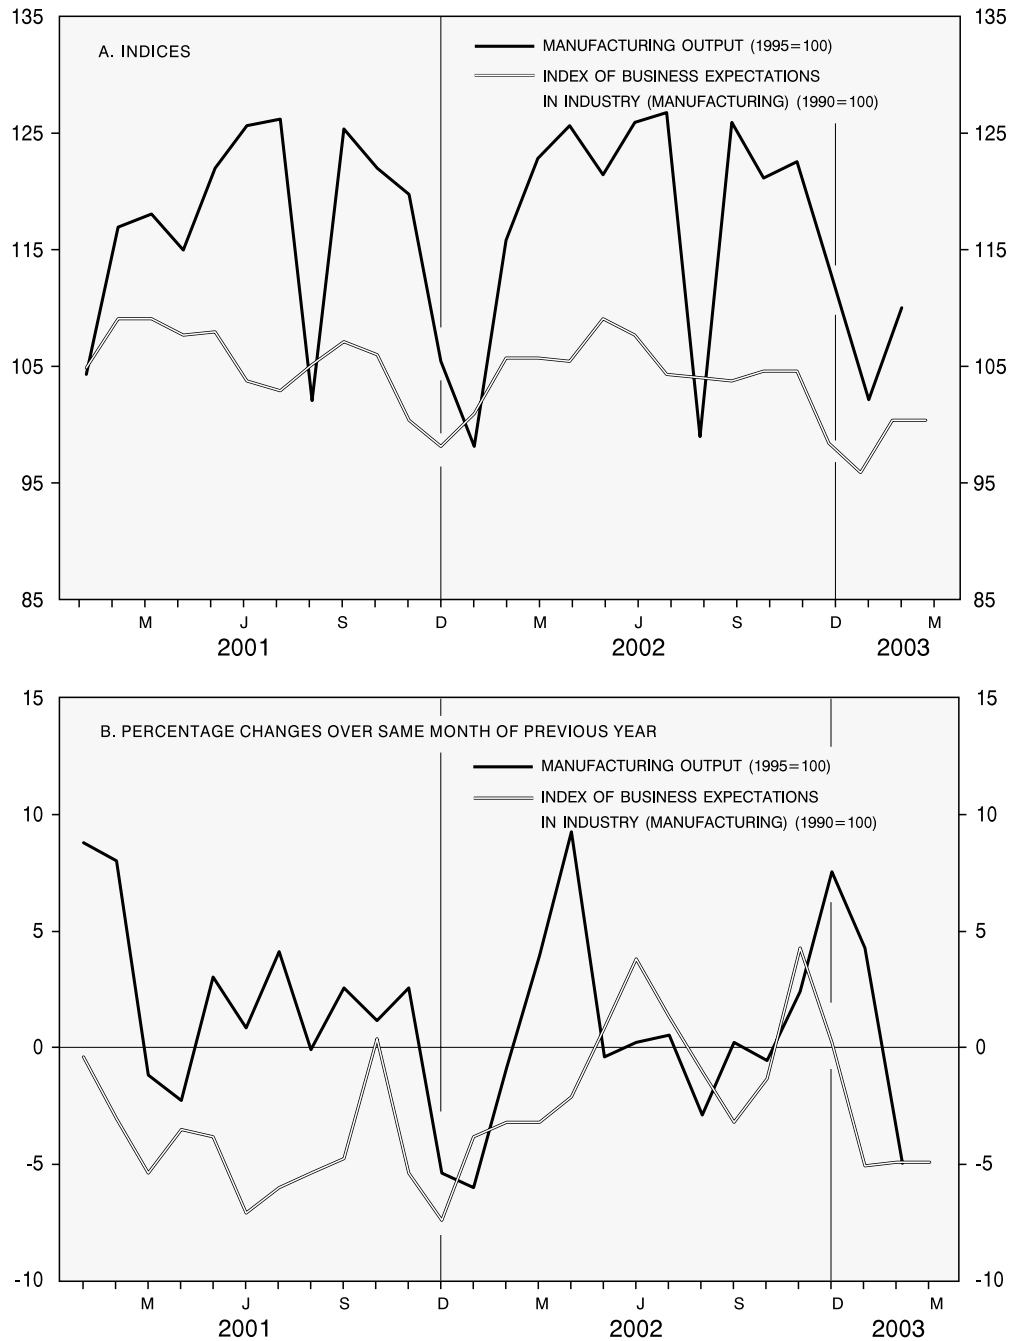 135 135
A. INDICES
MANUFACTURING OUTPUT (1995=100)
INDEX OF BUSINESS EXPECTATIONS
IN INDUSTRY (MANUFACTURING) (1990=100)
125 125
115 115
105 105
95 95
85 85
M J S D M J S D M
2001 2002 2003
15 15
B. PERCENTAGE CHANGES OVER SAME MONTH OF PREVIOUS YEAR
MANUFACTURING OUTPUT (1995=100)
INDEX OF BUSINESS EXPECTATIONS
IN INDUSTRY (MANUFACTURING) (1990=100)
10 10
5 5
0 0
-5 -5
-10 -10
M J S D M J S D M
2001 2002 2003